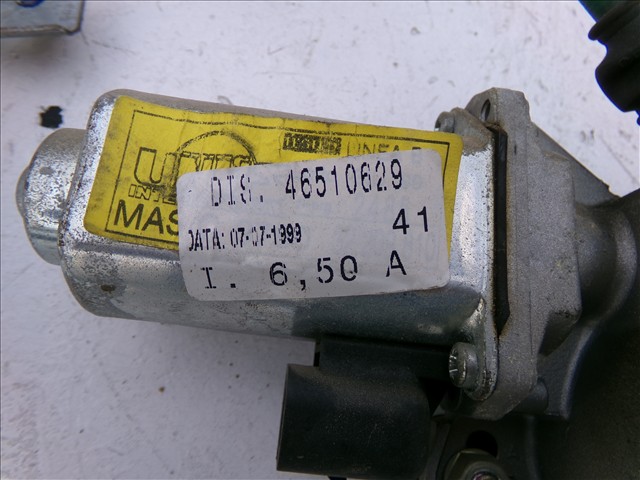 LINEA
MAS
DIS. 46510629
DATA: 07-07-1999 41
I. 6,50 A